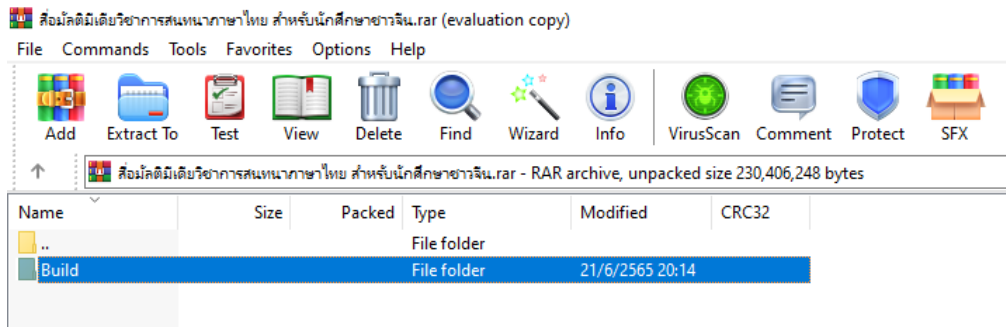 สื่อมัลติมีเดียวิชาการสนทนาภาษาไทย สำหรับนักศึกษาชาวจีน.rar (evaluation copy)
File Commands Tools Favorites Options Help
Add Extract To Test View Delete Find Wizard Info VirusScan Comment Protect SFX
สื่อมัลติมีเดียวิชาการสนทนาภาษาไทย สำหรับนักศึกษาชาวจีน.rar - RAR archive, unpacked size 230,406,248 bytes
Name Size Packed Type Modified CRC32
.. File folder
Build File folder 21/6/2565 20:14